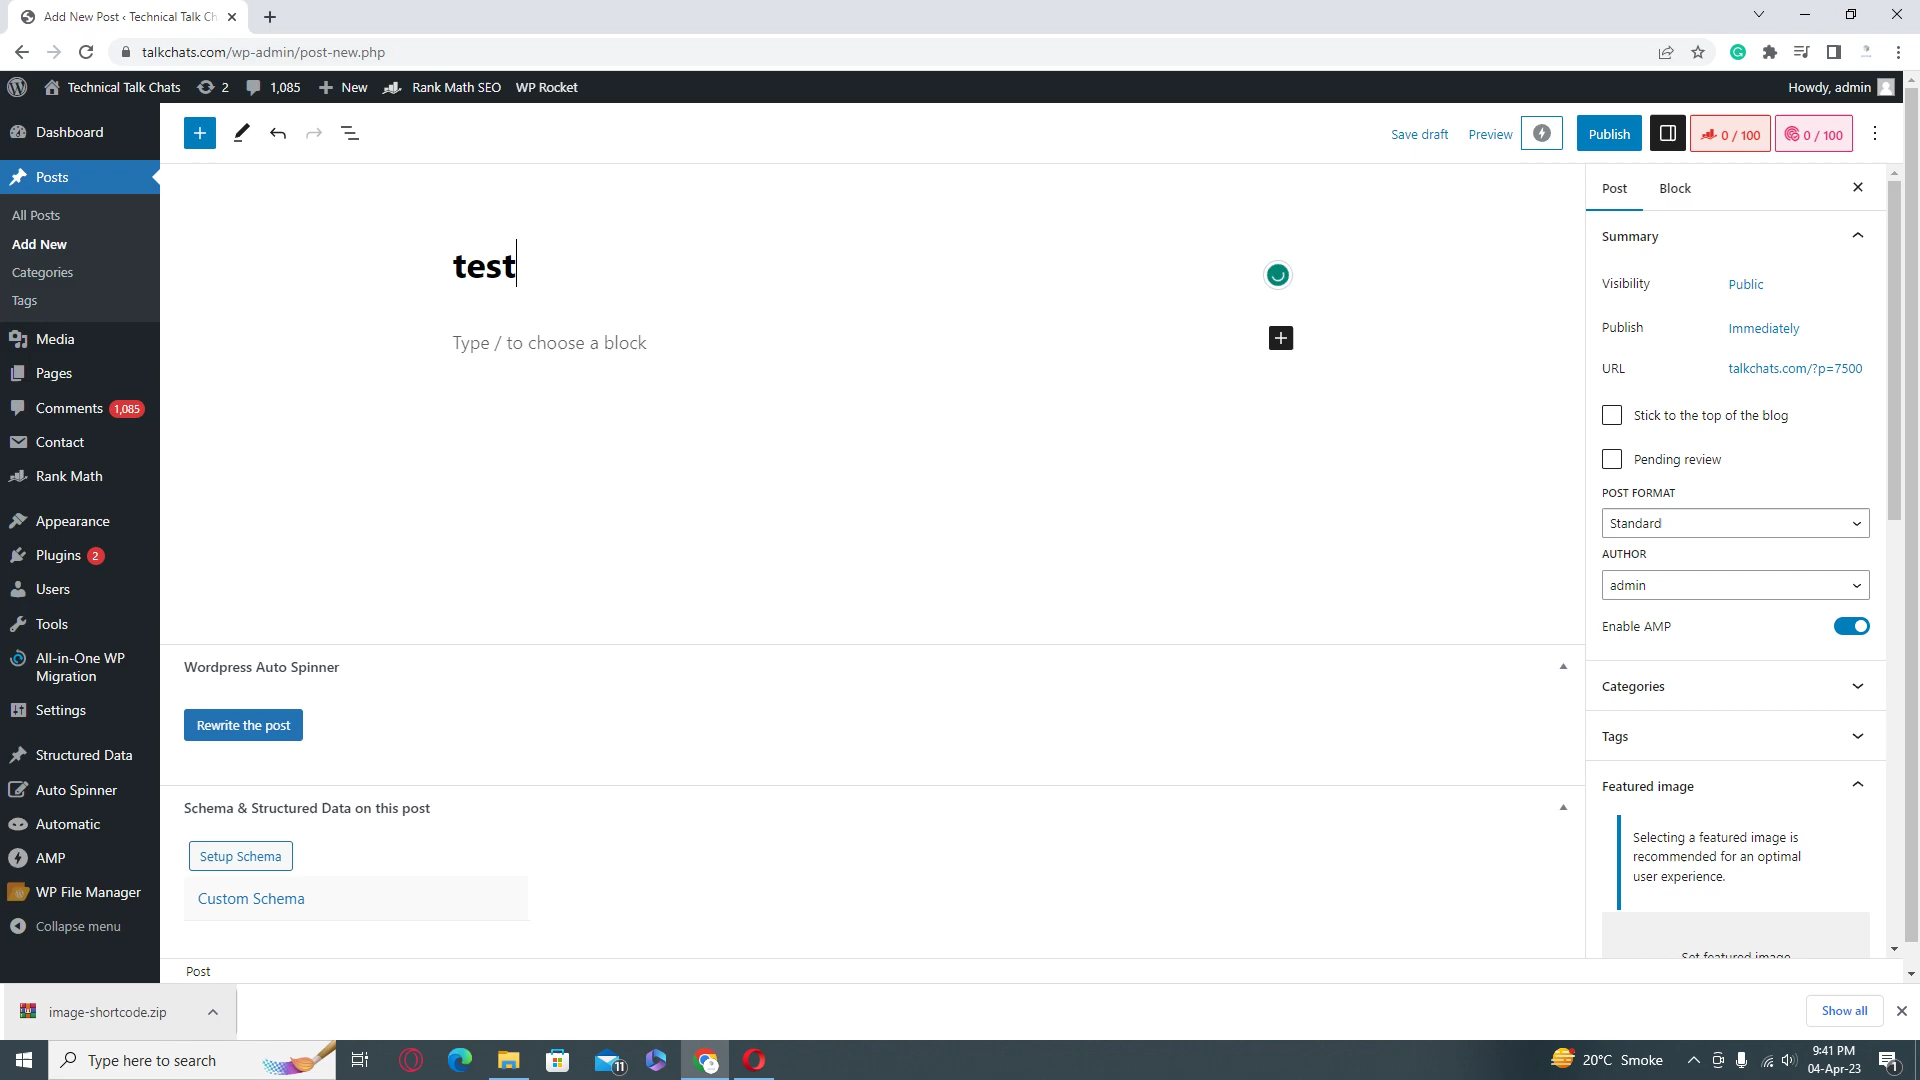 Add New Post ‹ Technical Talk Ch
talkchats.com/wp-admin/post-new.php
Technical Talk Chats
2
1,085
New
Rank Math SEO
WP Rocket
Howdy, admin
Dashboard
Posts
All Posts
Add New
Categories
Tags
Media
Pages
Comments 1,085
Contact
Rank Math
Appearance
Plugins 2
Users
Tools
All-in-One WP
Migration
Settings
Structured Data
Auto Spinner
Automatic
AMP
WP File Manager
Collapse menu
Save draft
Preview
Publish
0 / 100
0 / 100
test
Type / to choose a block
Wordpress Auto Spinner
Rewrite the post
Schema & Structured Data on this post
Setup Schema
Custom Schema
Post
Post
Block
Summary
Visibility
Public
Publish
Immediately
URL
talkchats.com/?p=7500
Stick to the top of the blog
Pending review
POST FORMAT
Standard
AUTHOR
admin
Enable AMP
Categories
Tags
Featured image
Selecting a featured image is
recommended for an optimal
user experience.
Set featured image
image-shortcode.zip
Show all
Type here to search
11
20°C Smoke
9:41 PM
04-Apr-23
1